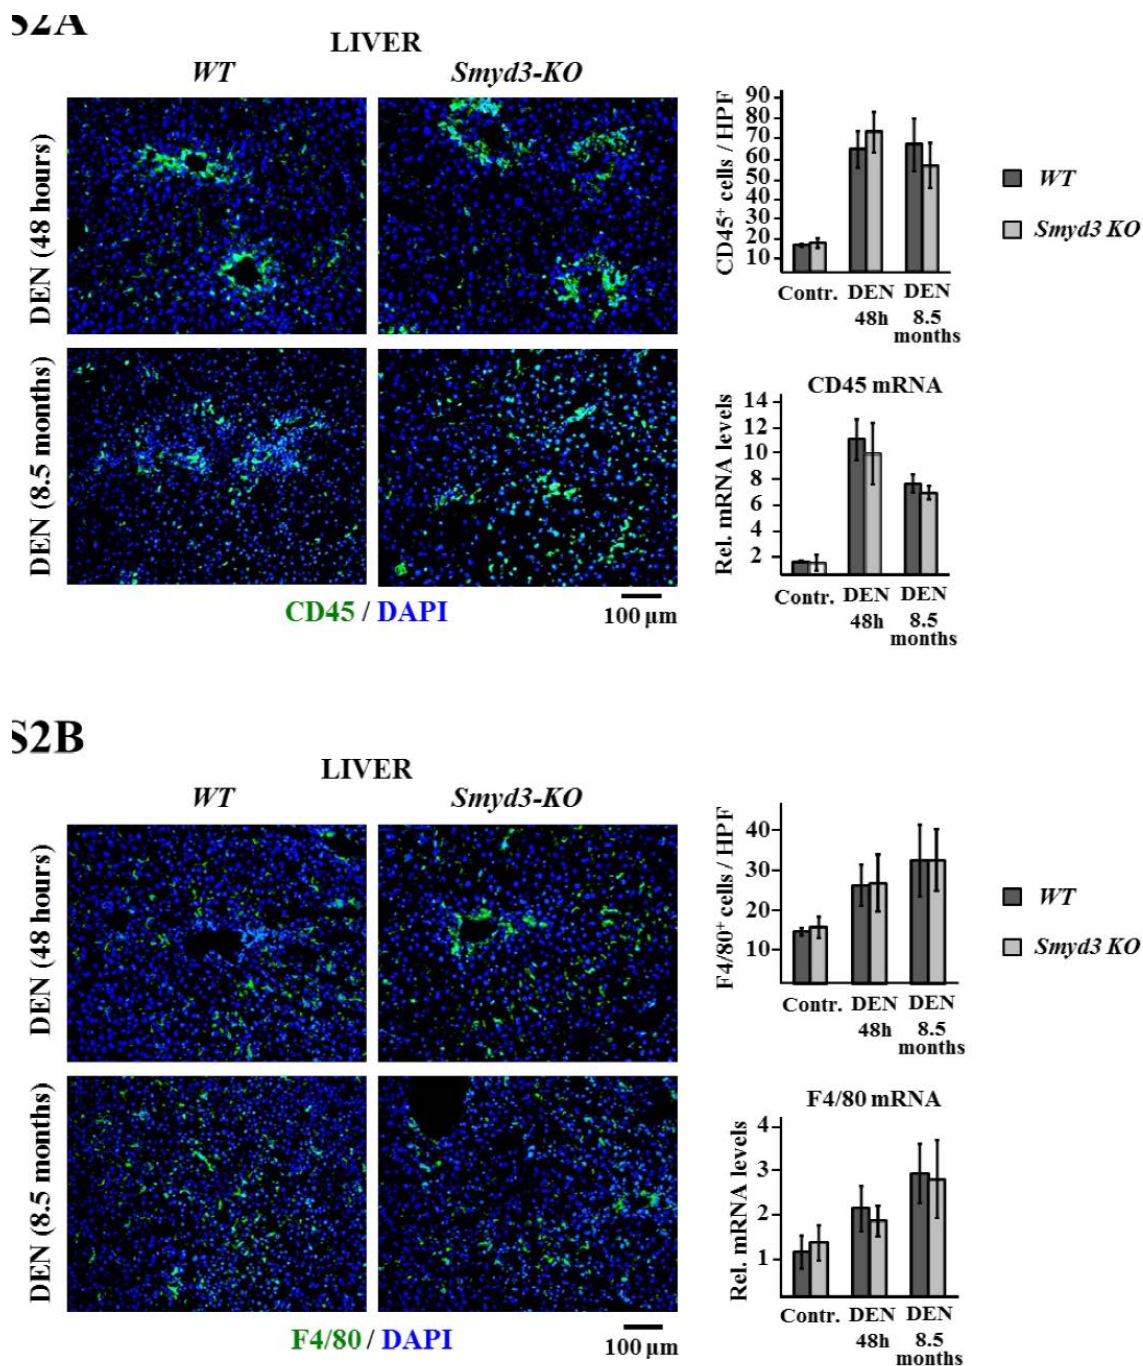 S2A
LIVER
WT Smyd3-KO
DEN (48 hours)
DEN (8.5 months)
CD45 / DAPI
100 µm
CD45+ cells / HPF
90
80
70
60
50
40
30
20
10
Contr. DEN DEN
48h 8.5
months
WT
Smyd3 KO
CD45 mRNA
Rel. mRNA levels
14
12
10
8
6
4
2
Contr. DEN DEN
48h 8.5
months
S2B
LIVER
WT Smyd3-KO
DEN (48 hours)
DEN (8.5 months)
F4/80 / DAPI
100 µm
F4/80+ cells / HPF
40
30
20
10
Contr. DEN DEN
48h 8.5
months
WT
Smyd3 KO
F4/80 mRNA
Rel. mRNA levels
4
3
2
1
Contr. DEN DEN
48h 8.5
months